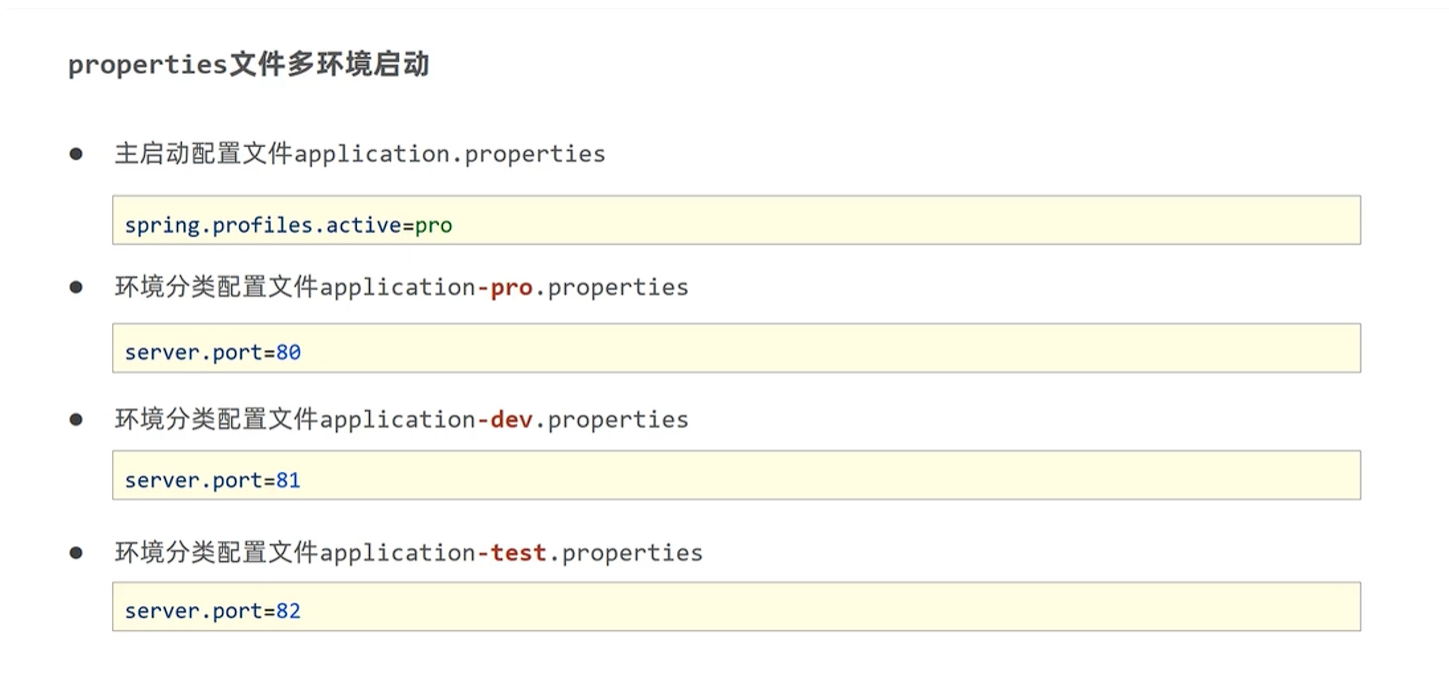 properties文件多环境启动
● 主启动配置文件application.properties
spring.profiles.active=pro
● 环境分类配置文件application-pro.properties
server.port=80
● 环境分类配置文件application-dev.properties
server.port=81
● 环境分类配置文件application-test.properties
server.port=82